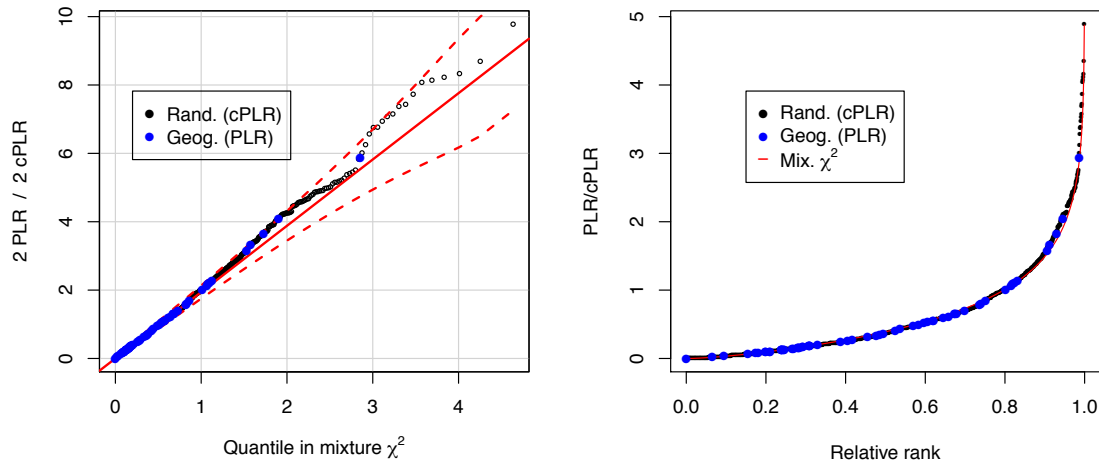 2 PLR / 2 cPLR
10
8
6
4
2
0
Rand. (cPLR)
Geog. (PLR)
0 1 2 3 4
Quantile in mixture χ²
PLR/cPLR
5
4
3
2
1
0
Rand. (cPLR)
Geog. (PLR)
Mix. χ²
0.0 0.2 0.4 0.6 0.8 1.0
Relative rank